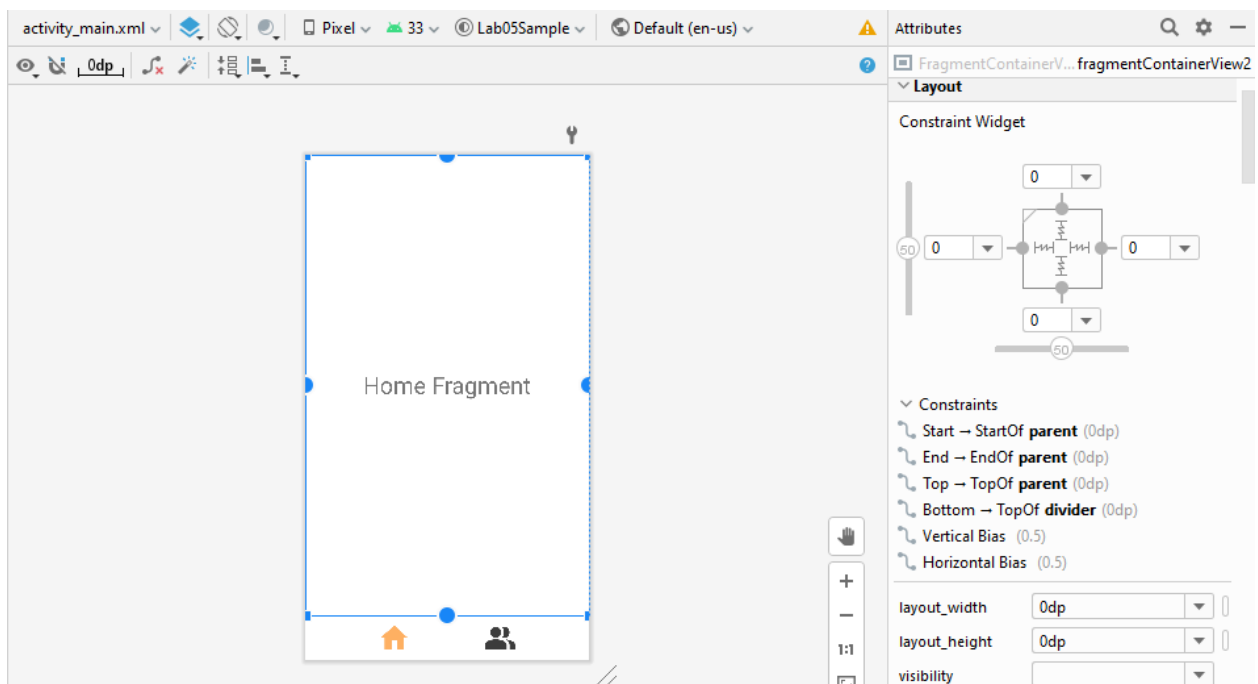 activity_main.xml Pixel 33 Lab05Sample Default (en-us)
Attributes
0dp
FragmentContainerV... fragmentContainerView2
Layout
Constraint Widget
0
50 0 0
0
50
Home Fragment
Constraints
Start → StartOf parent (0dp)
End → EndOf parent (0dp)
Top → TopOf parent (0dp)
Bottom → TopOf divider (0dp)
Vertical Bias (0.5)
Horizontal Bias (0.5)
layout_width 0dp
layout_height 0dp
visibility
1:1